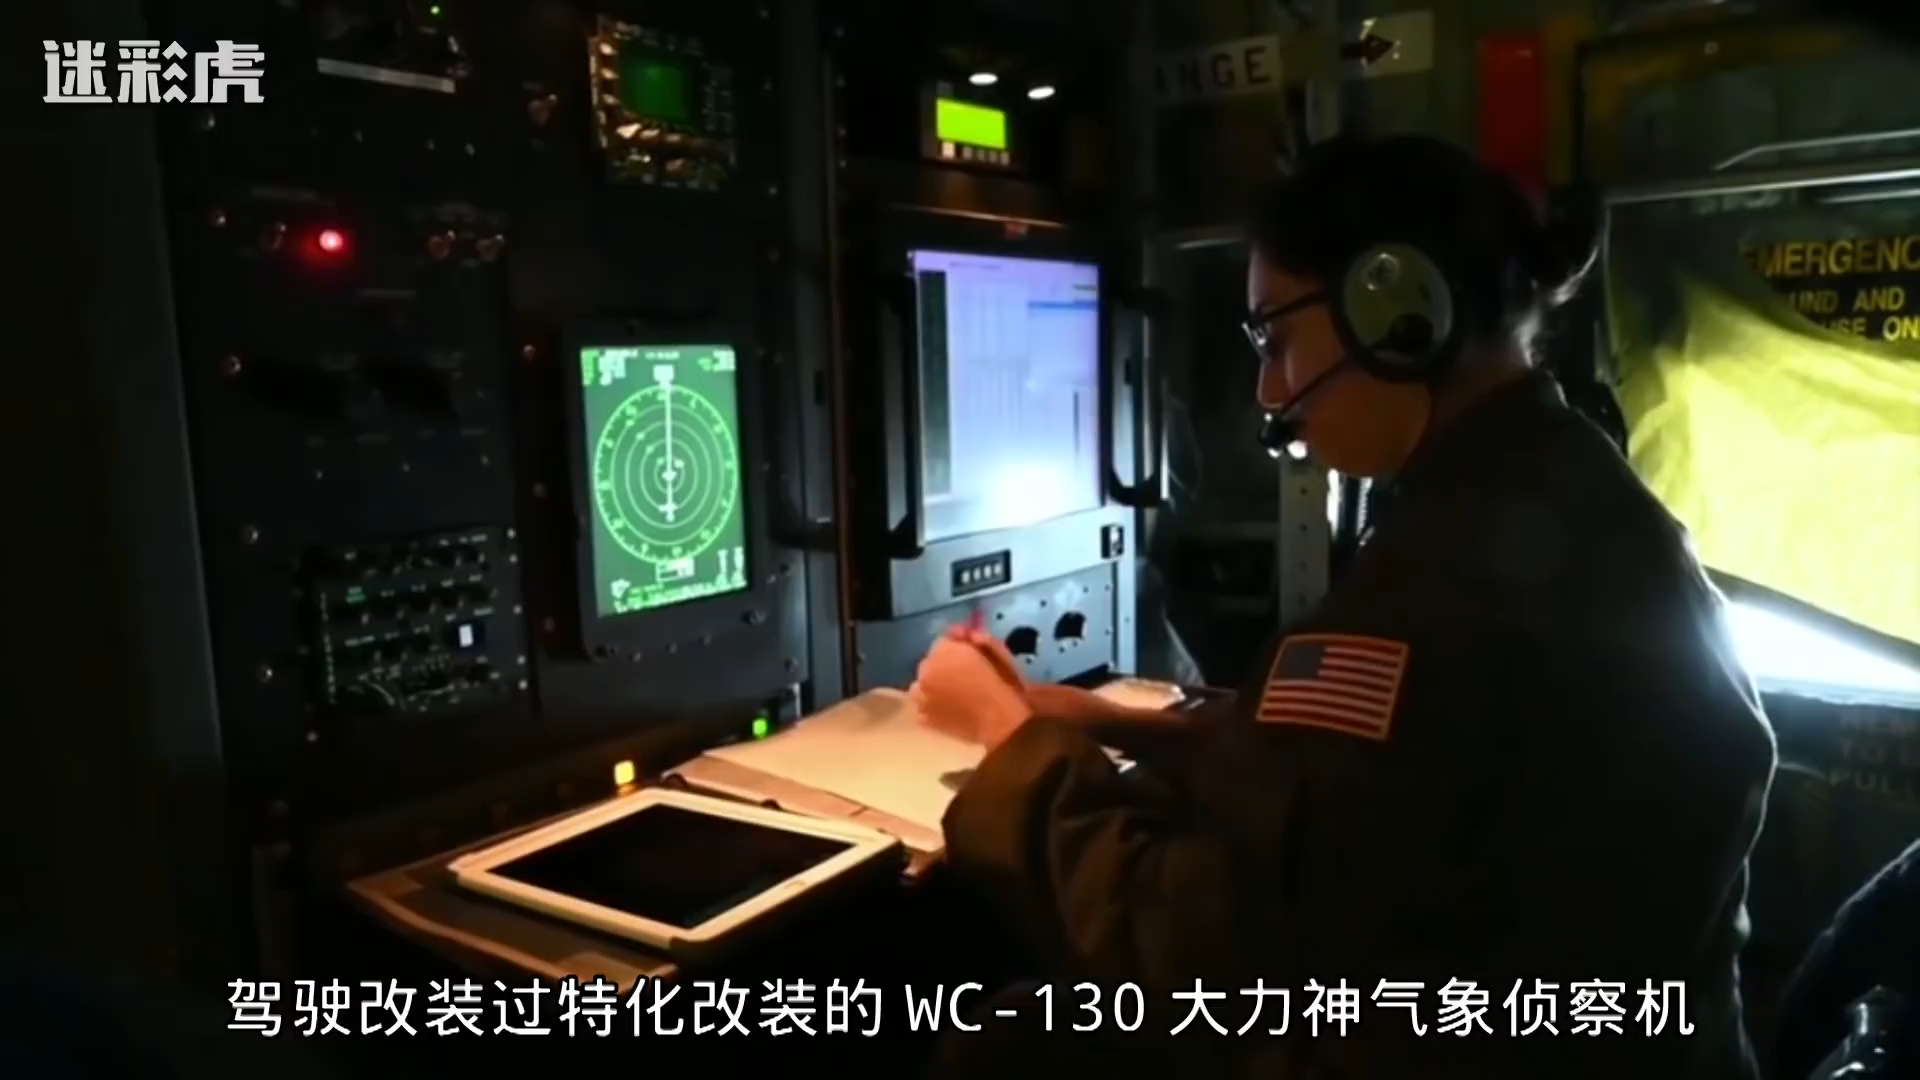 迷彩虎
ANGE
EMERGENC
UND AND
USE ON
驾驶改装过特化改装的 WC-130 大力神气象侦察机